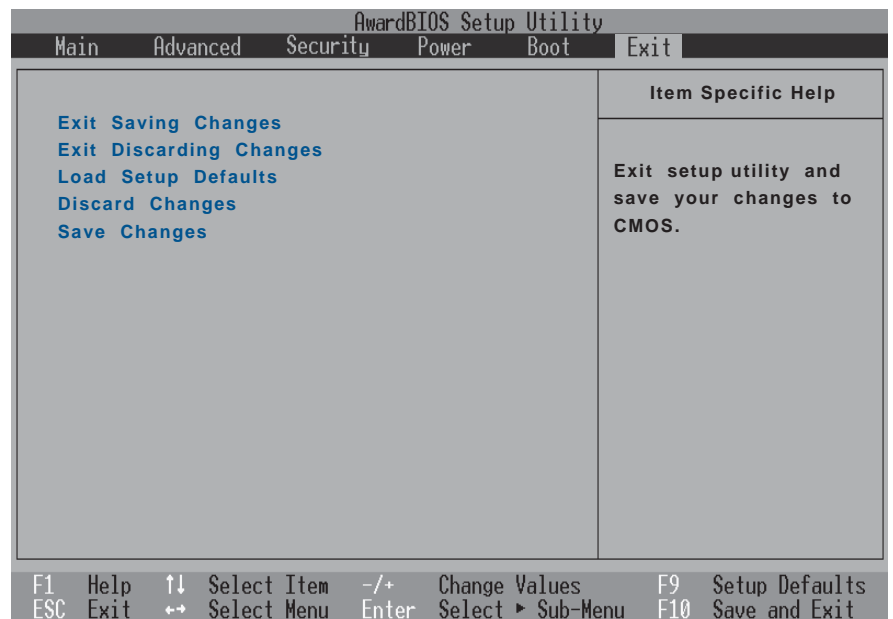 AwardBIOS Setup Utility
Main Advanced Security Power Boot Exit
Exit Saving Changes
Exit Discarding Changes
Load Setup Defaults
Discard Changes
Save Changes
Item Specific Help
Exit setup utility and
save your changes to
CMOS.
F1 Help ↑↓ Select Item -/+ Change Values F9 Setup Defaults
ESC Exit ←→ Select Menu Enter Select ▶ Sub-Menu F10 Save and Exit